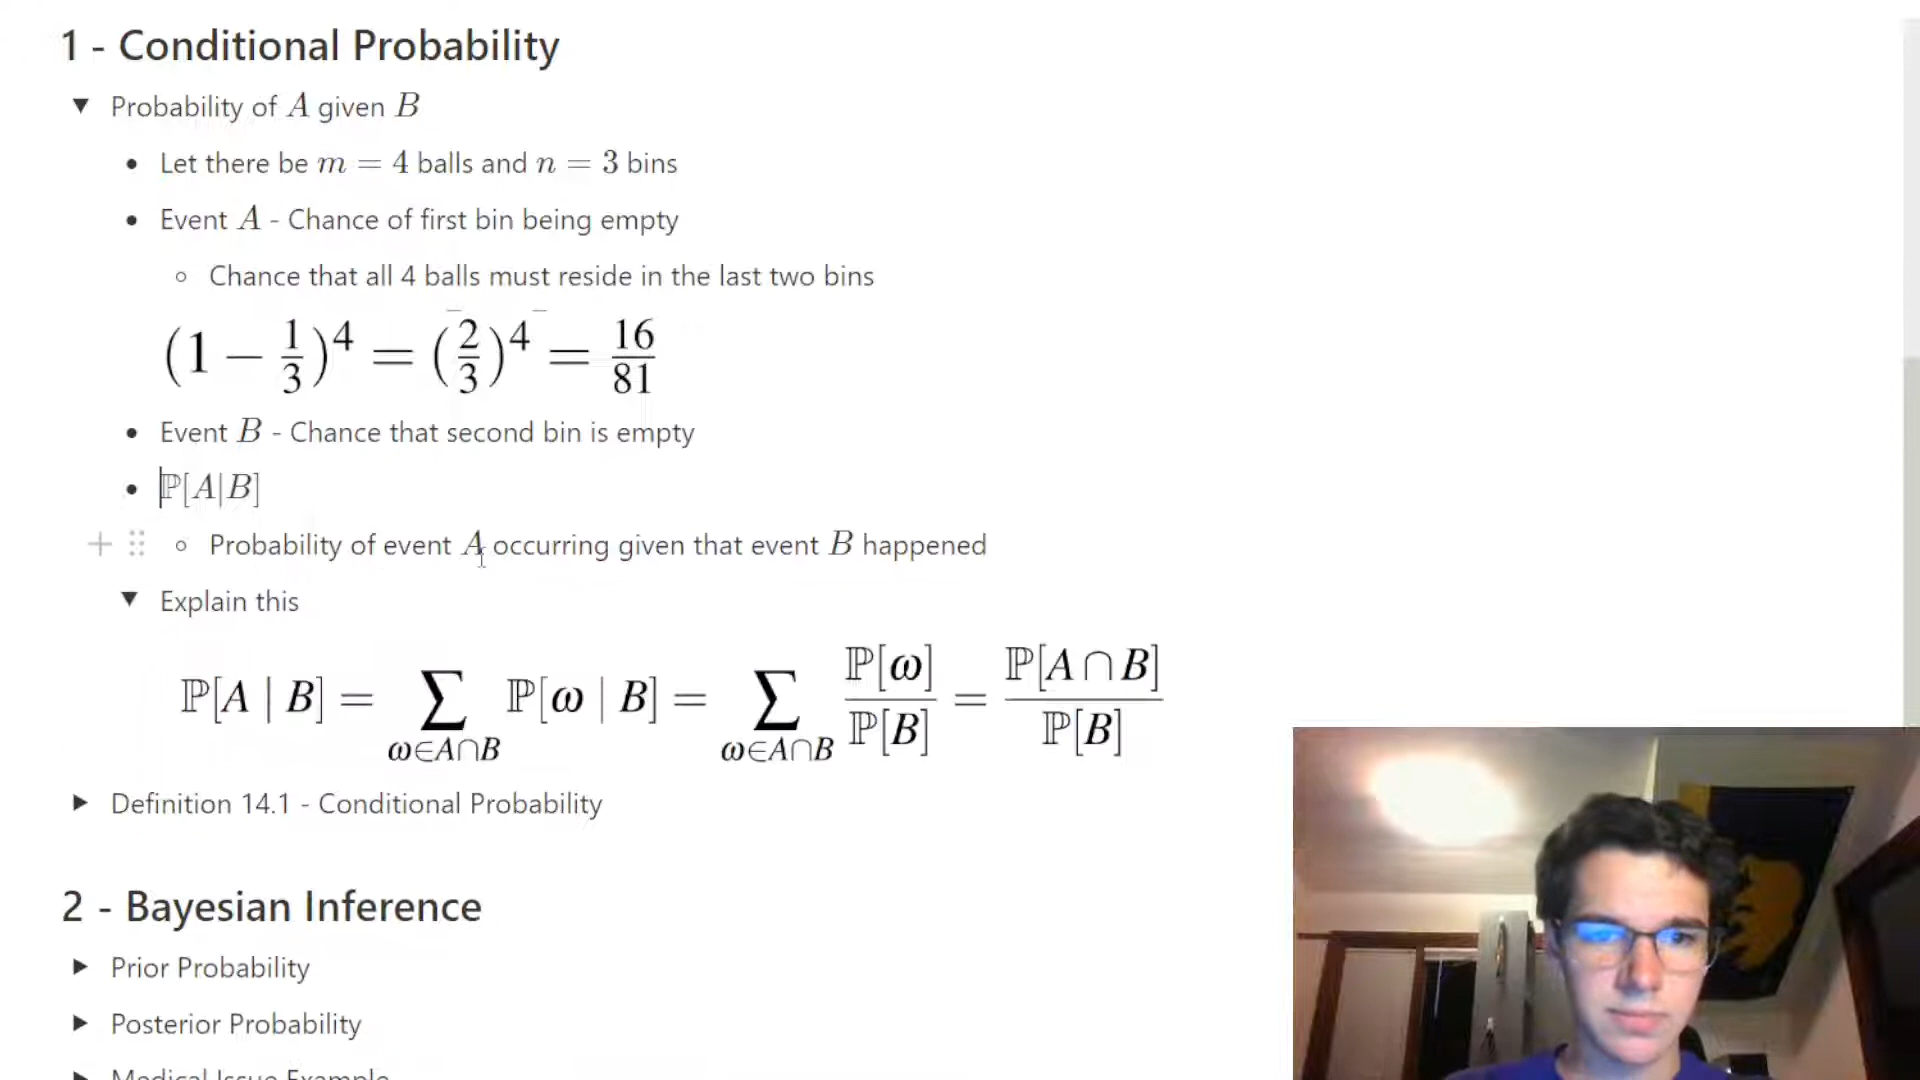 1 - Conditional Probability
▼ Probability of A given B
• Let there be m = 4 balls and n = 3 bins
• Event A - Chance of first bin being empty
○ Chance that all 4 balls must reside in the last two bins
(1 − 1/3)^4 = (2/3)^4 = 16/81
• Event B - Chance that second bin is empty
• ℙ[A|B]
○ Probability of event A occurring given that event B happened
▼ Explain this
ℙ[A | B] = ∑_{ω∈A∩B} ℙ[ω | B] = ∑_{ω∈A∩B} ℙ[ω]/ℙ[B] = ℙ[A∩B]/ℙ[B]
▶ Definition 14.1 - Conditional Probability
2 - Bayesian Inference
▶ Prior Probability
▶ Posterior Probability
▶ Medical Issue Example